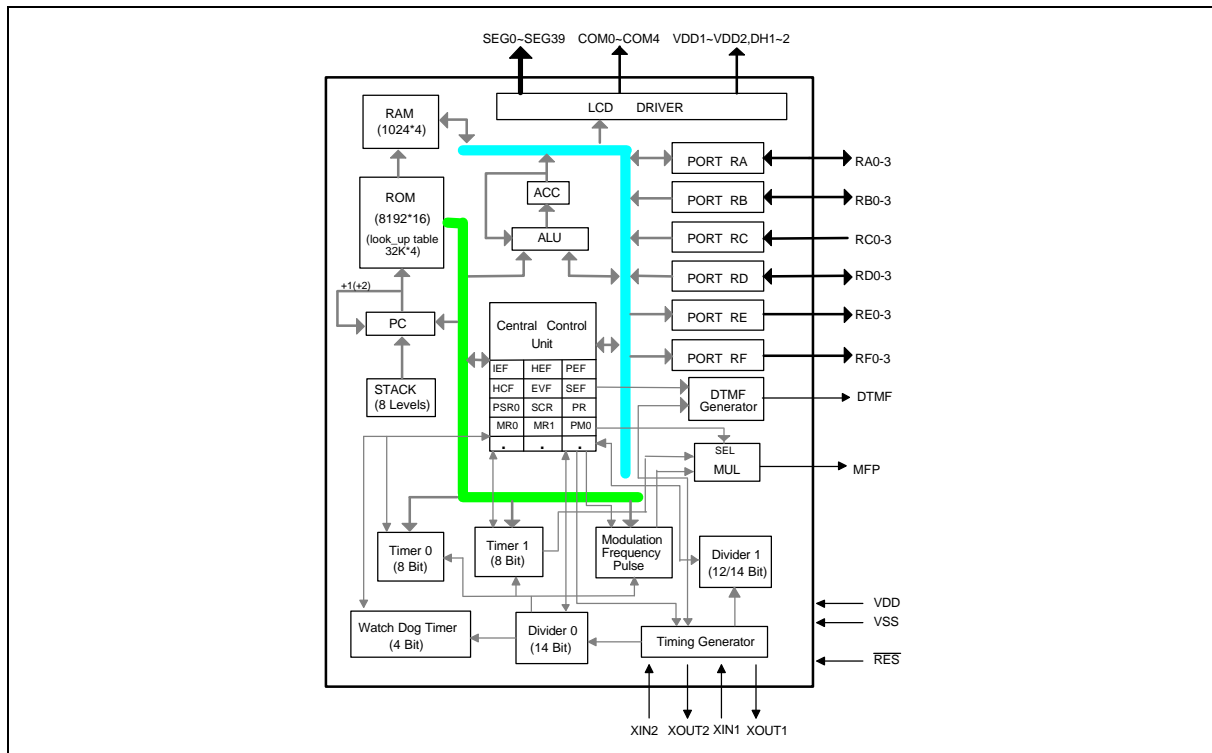 SEG0~SEG39 COM0~COM4 VDD1~VDD2,DH1~2
LCD DRIVER
RAM
(1024*4)
ROM
(8192*16)
(look_up table
32K*4)
+1(+2)
PC
STACK
(8 Levels)
ACC
ALU
PORT RA
RA0-3
PORT RB
RB0-3
PORT RC
RC0-3
PORT RD
RD0-3
PORT RE
RE0-3
PORT RF
RF0-3
Central Control
Unit
IEF HEF PEF
HCF EVF SEF
PSR0 SCR PR
MR0 MR1 PM0
. . .
DTMF
Generator
DTMF
SEL
MUL
MFP
Timer 0
(8 Bit)
Timer 1
(8 Bit)
Modulation
Frequency
Pulse
Divider 1
(12/14 Bit)
Watch Dog Timer
(4 Bit)
Divider 0
(14 Bit)
Timing Generator
VDD
VSS
RES
XIN2 XOUT2 XIN1 XOUT1